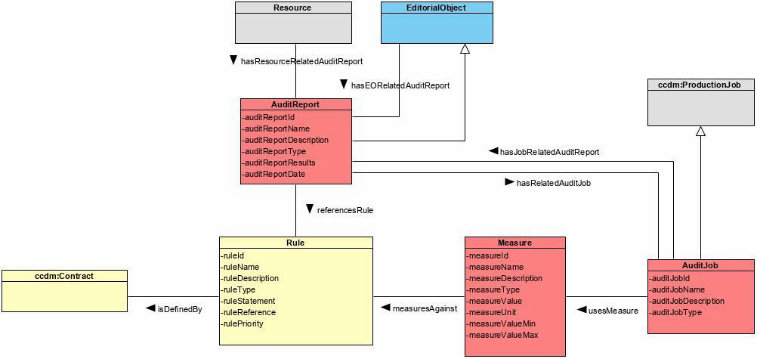 Resource
EditorialObject
hasResourceRelatedAuditReport
hasEORelatedAuditReport
ccdm:ProductionJob
AuditReport
-auditReportId
-auditReportName
-auditReportDescription
-auditReportType
-auditReportResults
-auditReportDate
hasJobRelatedAuditReport
hasRelatedAuditJob
referencesRule
Rule
-ruleId
-ruleName
-ruleDescription
-ruleType
-ruleStatement
-ruleReference
-rulePriority
Measure
-measureId
-measureName
-measureDescription
-measureType
-measureValue
-measureUnit
-measureValueMin
-measureValueMax
AuditJob
-auditJobId
-auditJobName
-auditJobDescription
-auditJobType
ccdm:Contract
isDefinedBy
measuresAgainst
usesMeasure